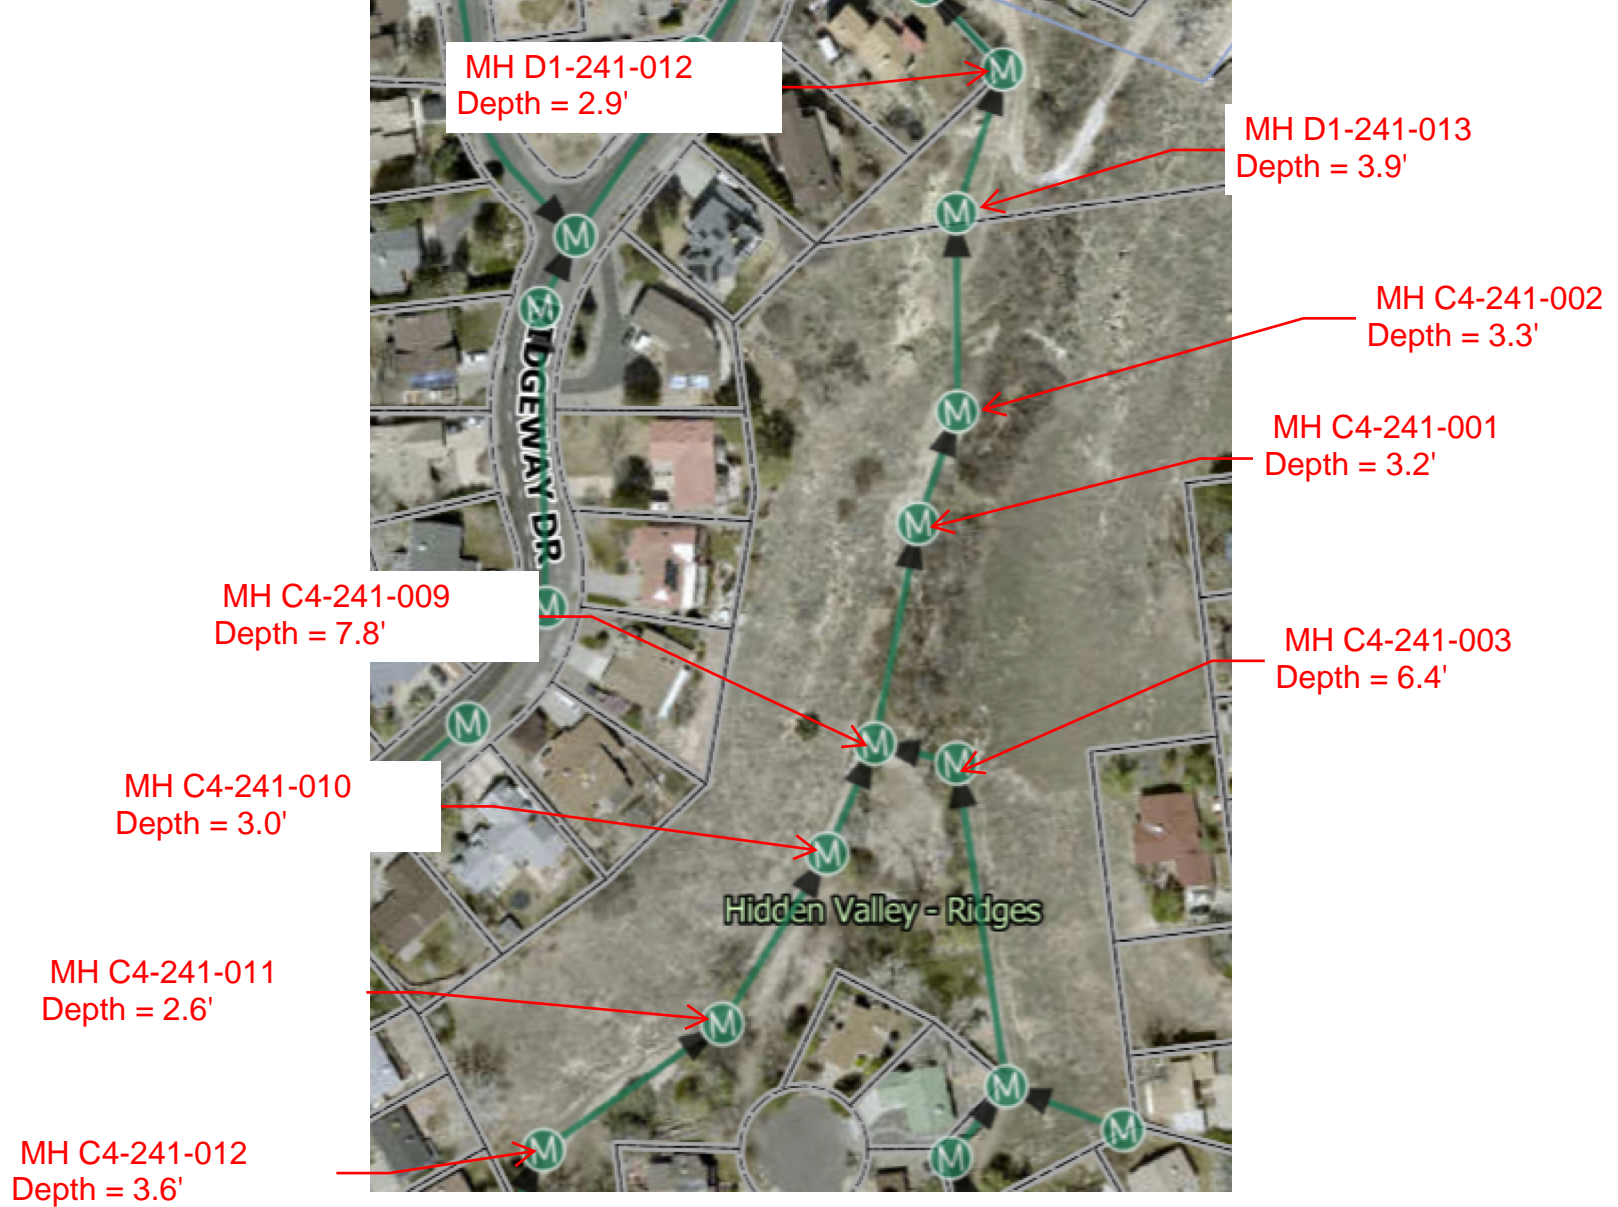 MH D1-241-012
Depth = 2.9'
MH D1-241-013
Depth = 3.9'
M
M
M
M
MH C4-241-002
Depth = 3.3'
M
MH C4-241-001
Depth = 3.2'
M
DGEWAY DR
MH C4-241-009
Depth = 7.8'
M
MH C4-241-003
Depth = 6.4'
M
M
M
MH C4-241-010
Depth = 3.0'
M
Hidden Valley - Ridges
MH C4-241-011
Depth = 2.6'
M
M
M
MH C4-241-012
Depth = 3.6'
M
M